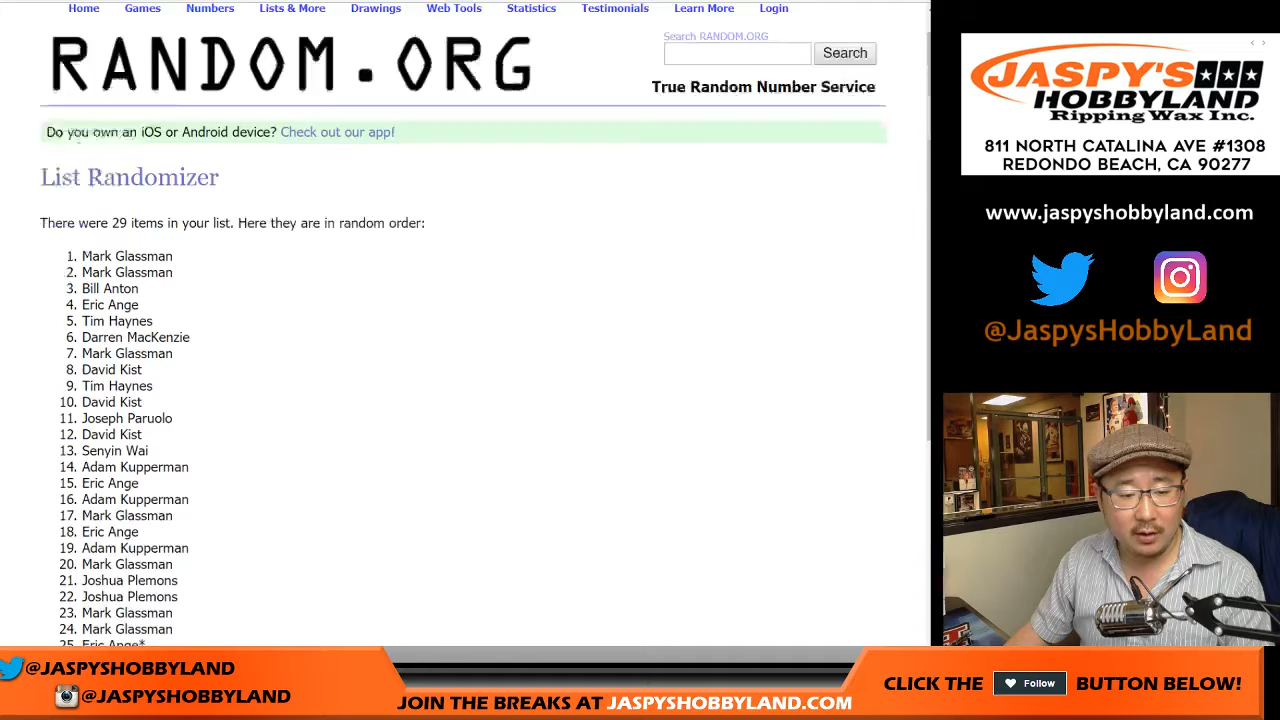 Home Games Numbers Lists & More Drawings Web Tools Statistics Testimonials Learn More Login
RANDOM.ORG
Search RANDOM.ORG
Search
True Random Number Service
Do you own an iOS or Android device? Check out our app!
List Randomizer
There were 29 items in your list. Here they are in random order:
1. Mark Glassman
2. Mark Glassman
3. Bill Anton
4. Eric Ange
5. Tim Haynes
6. Darren MacKenzie
7. Mark Glassman
8. David Kist
9. Tim Haynes
10. David Kist
11. Joseph Paruolo
12. David Kist
13. Senyin Wai
14. Adam Kupperman
15. Eric Ange
16. Adam Kupperman
17. Mark Glassman
18. Eric Ange
19. Adam Kupperman
20. Mark Glassman
21. Joshua Plemons
22. Joshua Plemons
23. Mark Glassman
24. Mark Glassman
25. Eric Ange*
JASPY'S
HOBBYLAND
Ripping Wax Inc.
811 NORTH CATALINA AVE #1308
REDONDO BEACH, CA 90277
www.jaspyshobbyland.com
@JaspysHobbyLand
@JASPYSHOBBYLAND
@JASPYSHOBBYLAND
JOIN THE BREAKS AT JASPYSHOBBYLAND.COM
CLICK THE Follow BUTTON BELOW!